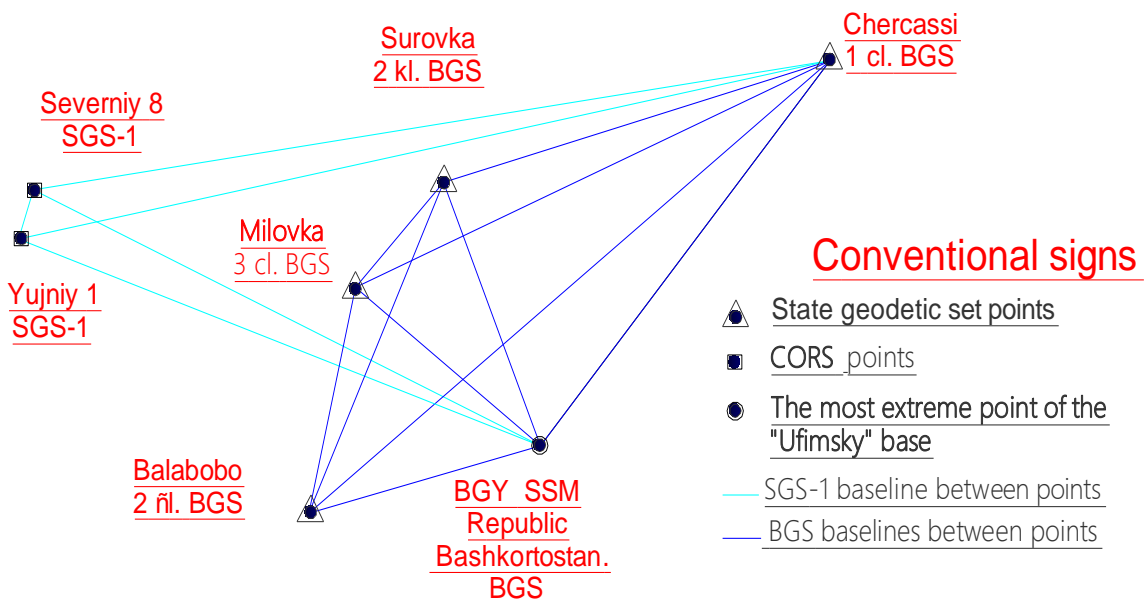 Chercassi
1 cl. BGS
Surovka
2 kl. BGS
Severniy 8
SGS-1
Milovka
3 cl. BGS
Yujniy 1
SGS-1
Balabobo
2 ñl. BGS
BGY SSM
Republic
Bashkortostan.
BGS
Conventional signs
State geodetic set points
CORS points
The most extreme point of the
"Ufimsky" base
SGS-1 baseline between points
BGS baselines between points